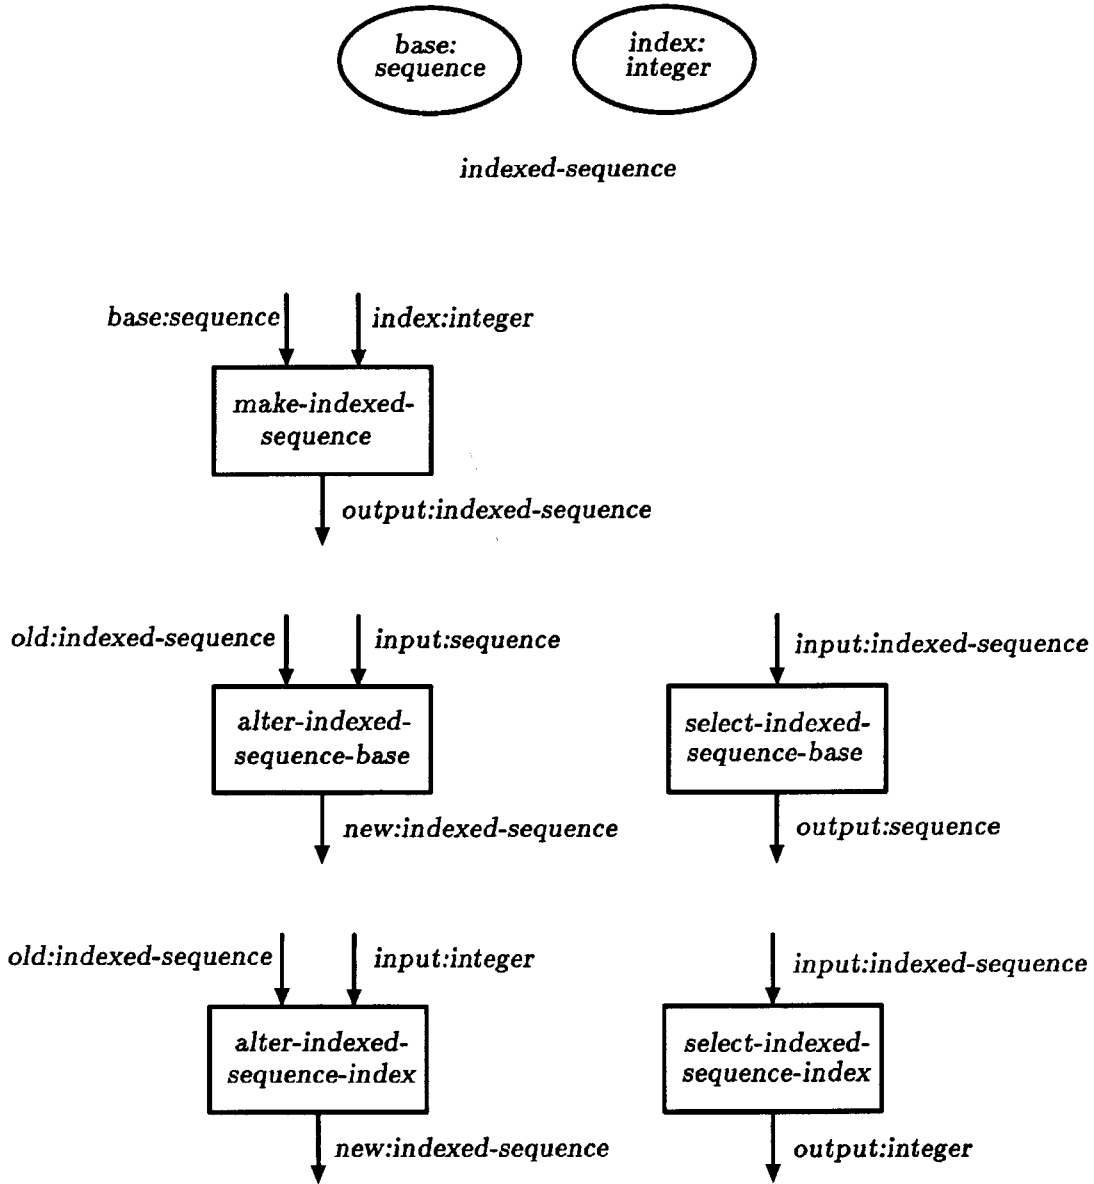 base:
sequence
index:
integer
indexed-sequence
base:sequence
index:integer
make-indexed-
sequence
output:indexed-sequence
old:indexed-sequence
input:sequence
alter-indexed-
sequence-base
new:indexed-sequence
input:indexed-sequence
select-indexed-
sequence-base
output:sequence
old:indexed-sequence
input:integer
alter-indexed-
sequence-index
new:indexed-sequence
input:indexed-sequence
select-indexed-
sequence-index
output:integer